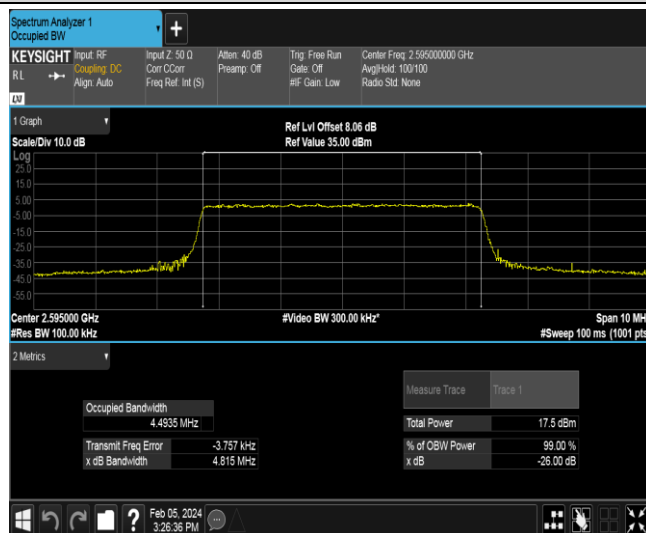 Spectrum Analyzer 1
Occupied BW
+
KEYSIGHT
Input: RF
Coupling: DC
Align: Auto
Input Z: 50 Ω
Corr CCorr
Freq Ref: Int (S)
Atten: 40 dB
Preamp: Off
Trig: Free Run
Gate: Off
#IF Gain: Low
Center Freq: 2.595000000 GHz
Avg|Hold: 100/100
Radio Std: None
RL
LXI
1 Graph
Scale/Div 10.0 dB
Ref Lvl Offset 8.06 dB
Ref Value 35.00 dBm
Log
25.0
15.0
5.00
-5.00
-15.0
-25.0
-35.0
-45.0
-55.0
Center 2.595000 GHz
#Res BW 100.00 kHz
#Video BW 300.00 kHz*
Span 10 MH
#Sweep 100 ms (1001 pts
2 Metrics
Measure Trace Trace 1
Occupied Bandwidth
4.4935 MHz
Total Power 17.5 dBm
Transmit Freq Error -3.757 kHz
% of OBW Power 99.00 %
x dB Bandwidth 4.815 MHz
x dB -26.00 dB
?
Feb 05, 2024
3:26:36 PM